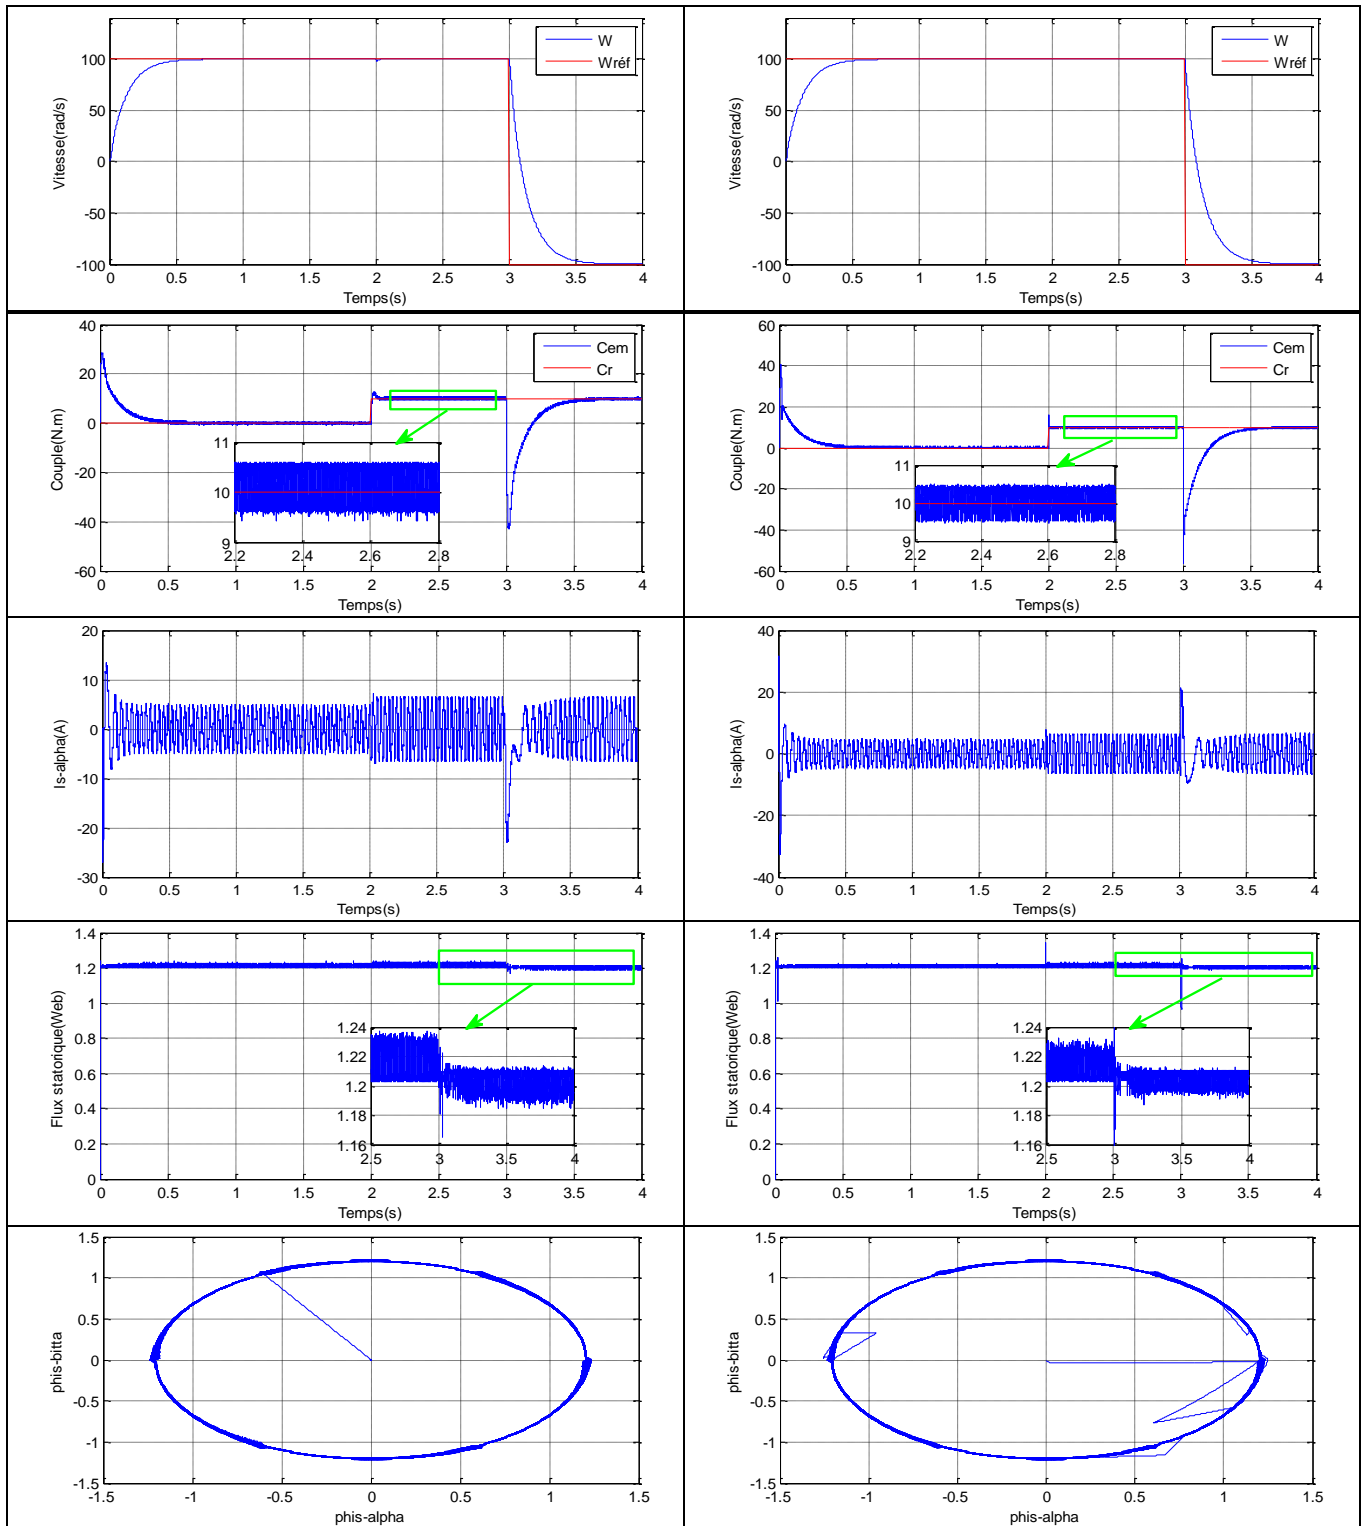 W
Wréf
100
50
0
-50
-100
Vitesse(rad/s)
0 0.5 1 1.5 2 2.5 3 3.5 4
Temps(s)
W
Wréf
100
50
0
-50
-100
Vitesse(rad/s)
0 0.5 1 1.5 2 2.5 3 3.5 4
Temps(s)
Cem
Cr
40
20
0
-20
-40
-60
Couple(N.m)
11
10
9
2.2 2.4 2.6 2.8
0 0.5 1 1.5 2 2.5 3 3.5 4
Temps(s)
Cem
Cr
60
40
20
0
-20
-40
-60
Couple(N.m)
11
10
9
2.2 2.4 2.6 2.8
0 0.5 1 1.5 2 2.5 3 3.5 4
Temps(s)
20
10
0
-10
-20
-30
Is-alpha(A)
0 0.5 1 1.5 2 2.5 3 3.5 4
Temps(s)
40
20
0
-20
-40
Is-alpha(A)
0 0.5 1 1.5 2 2.5 3 3.5 4
Temps(s)
1.4
1.2
1
0.8
0.6
0.4
0.2
0
Flux statorique(Web)
1.24
1.22
1.2
1.18
1.16
2.5 3 3.5 4
0 0.5 1 1.5 2 2.5 3 3.5 4
Temps(s)
1.4
1.2
1
0.8
0.6
0.4
0.2
0
Flux statorique(Web)
1.24
1.22
1.2
1.18
1.16
2.5 3 3.5 4
0 0.5 1 1.5 2 2.5 3 3.5 4
Temps(s)
1.5
1
0.5
0
-0.5
-1
-1.5
phis-bitta
-1.5 -1 -0.5 0 0.5 1 1.5
phis-alpha
1.5
1
0.5
0
-0.5
-1
-1.5
phis-bitta
-1.5 -1 -0.5 0 0.5 1 1.5
phis-alpha